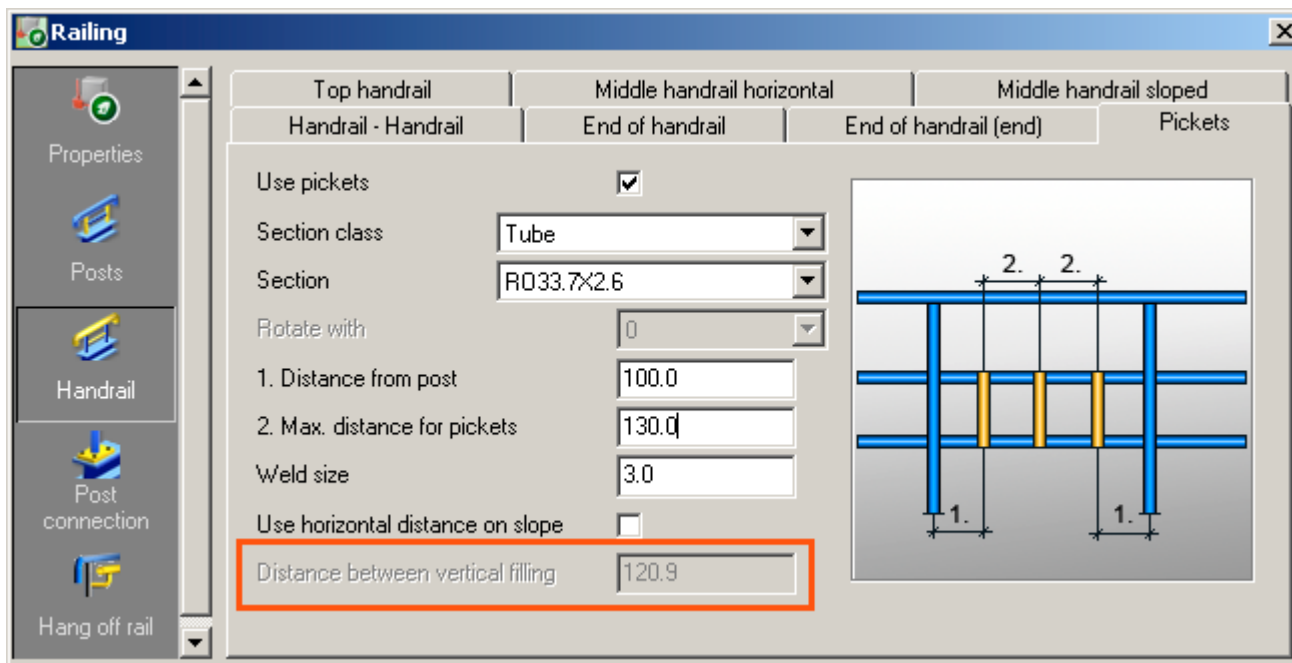 Railing
Properties
Posts
Handrail
Post
connection
Hang off rail
Top handrail
Middle handrail horizontal
Middle handrail sloped
Handrail - Handrail
End of handrail
End of handrail (end)
Pickets
Use pickets
Section class
Tube
Section
RO33.7X2.6
Rotate with
0
1. Distance from post
100.0
2. Max. distance for pickets
130.0
Weld size
3.0
Use horizontal distance on slope
Distance between vertical filling
120.9
2.
2.
1.
1.